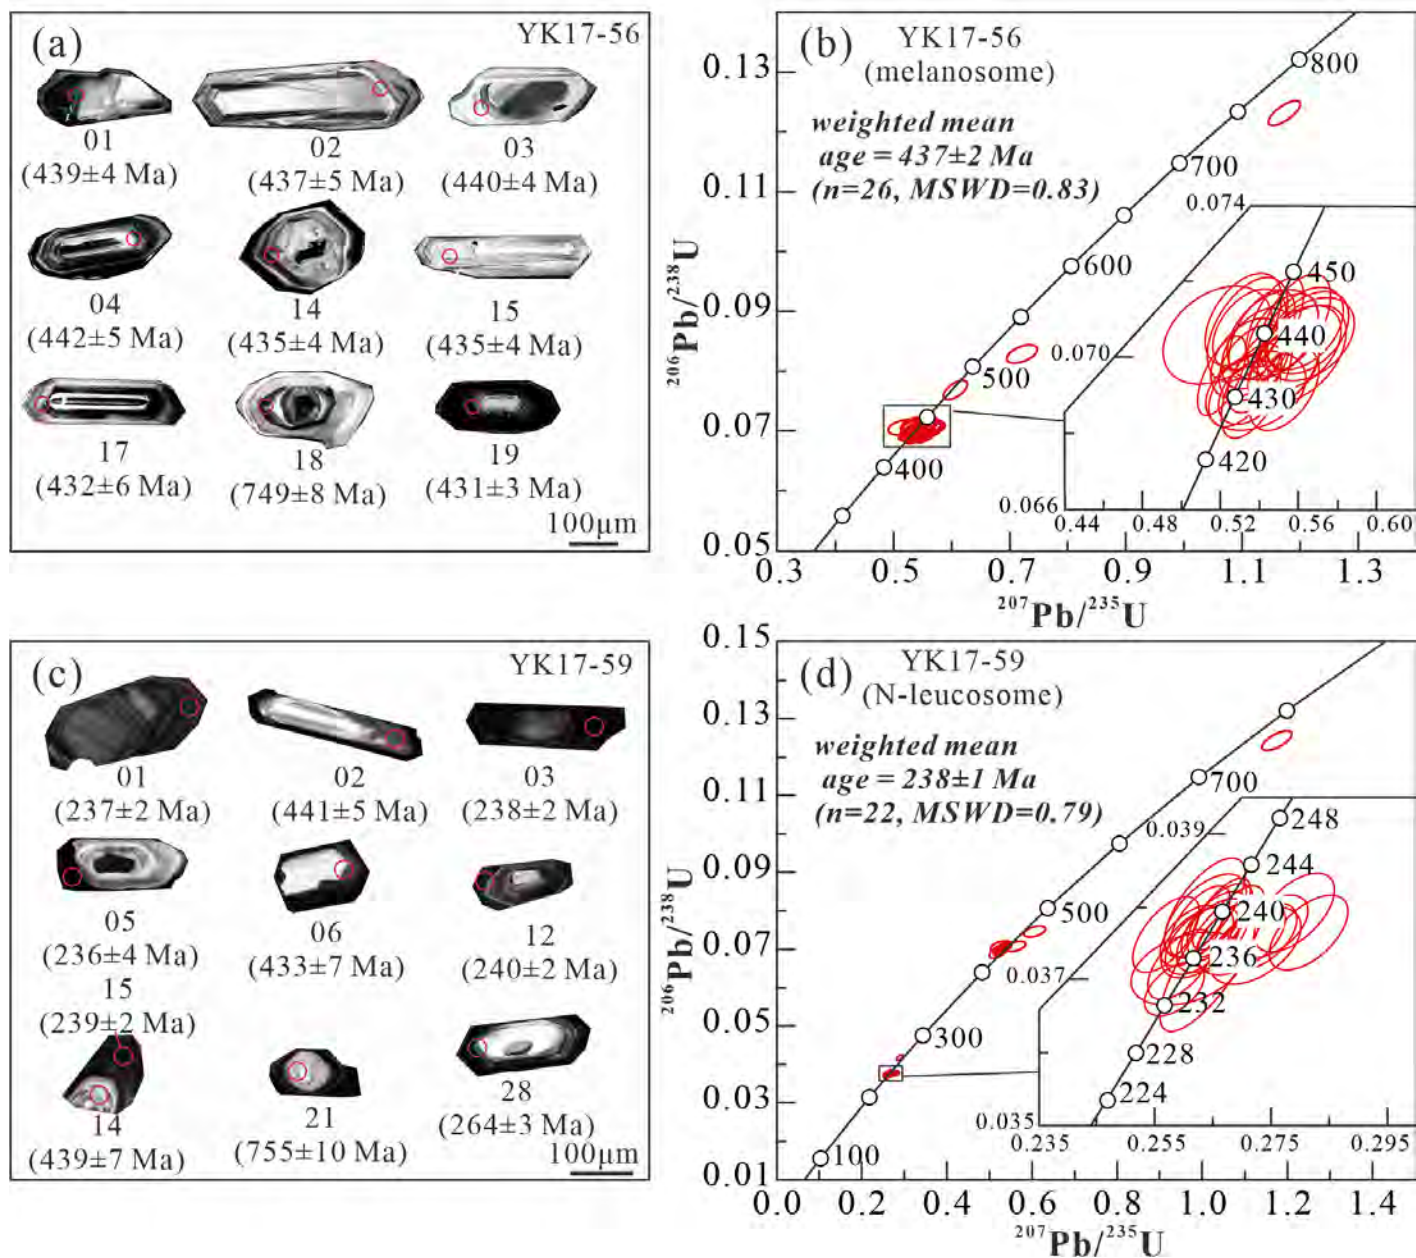 (a) YK17-56
01
(439±4 Ma)
02
(437±5 Ma)
03
(440±4 Ma)
04
(442±5 Ma)
14
(435±4 Ma)
15
(435±4 Ma)
17
(432±6 Ma)
18
(749±8 Ma)
19
(431±3 Ma)
100μm
(b) YK17-56
(melanosome)
weighted mean
age = 437±2 Ma
(n=26, MSWD=0.83)
0.13
0.11
0.09
0.07
0.05
206Pb/238U
0.3 0.5 0.7 0.9 1.1 1.3
207Pb/235U
800
700
600
500
400
0.074
0.070
0.066
450
440
430
420
0.44 0.48 0.52 0.56 0.60
(c) YK17-59
01
(237±2 Ma)
02
(441±5 Ma)
03
(238±2 Ma)
05
(236±4 Ma)
06
(433±7 Ma)
12
(240±2 Ma)
15
(239±2 Ma)
14
(439±7 Ma)
21
(755±10 Ma)
28
(264±3 Ma)
100μm
(d) YK17-59
(N-leucosome)
weighted mean
age = 238±1 Ma
(n=22, MSWD=0.79)
0.15
0.13
0.11
0.09
0.07
0.05
0.03
0.01
206Pb/238U
0.0 0.2 0.4 0.6 0.8 1.0 1.2 1.4
207Pb/235U
700
500
300
100
0.039
0.037
0.035
248
244
240
236
232
228
224
0.235 0.255 0.275 0.295